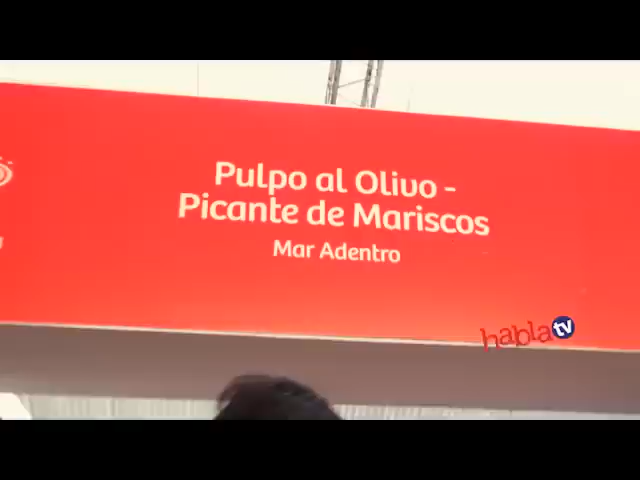 Pulpo al Olivo -
Picante de Mariscos
Mar Adentro
habla tv